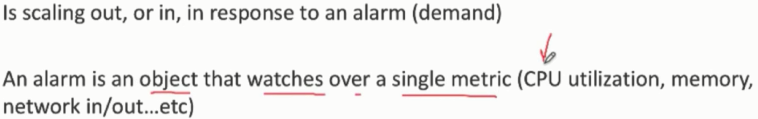 Is scaling out, or in, in response to an alarm (demand)
An alarm is an object that watches over a single metric (CPU utilization, memory,
network in/out...etc)